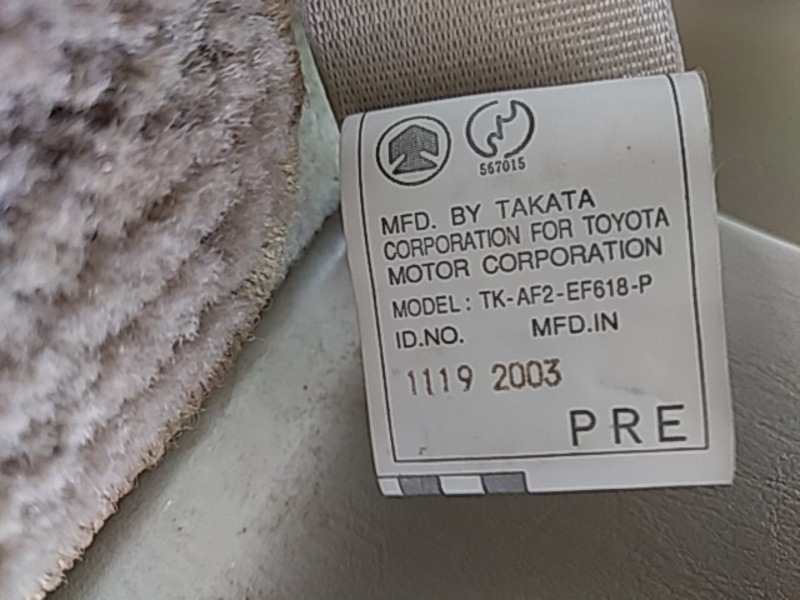 567015
MFD. BY TAKATA
CORPORATION FOR TOYOTA
MOTOR CORPORATION
MODEL: TK-AF2-EF618-P
ID.NO. MFD.IN
1119 2003
PRE